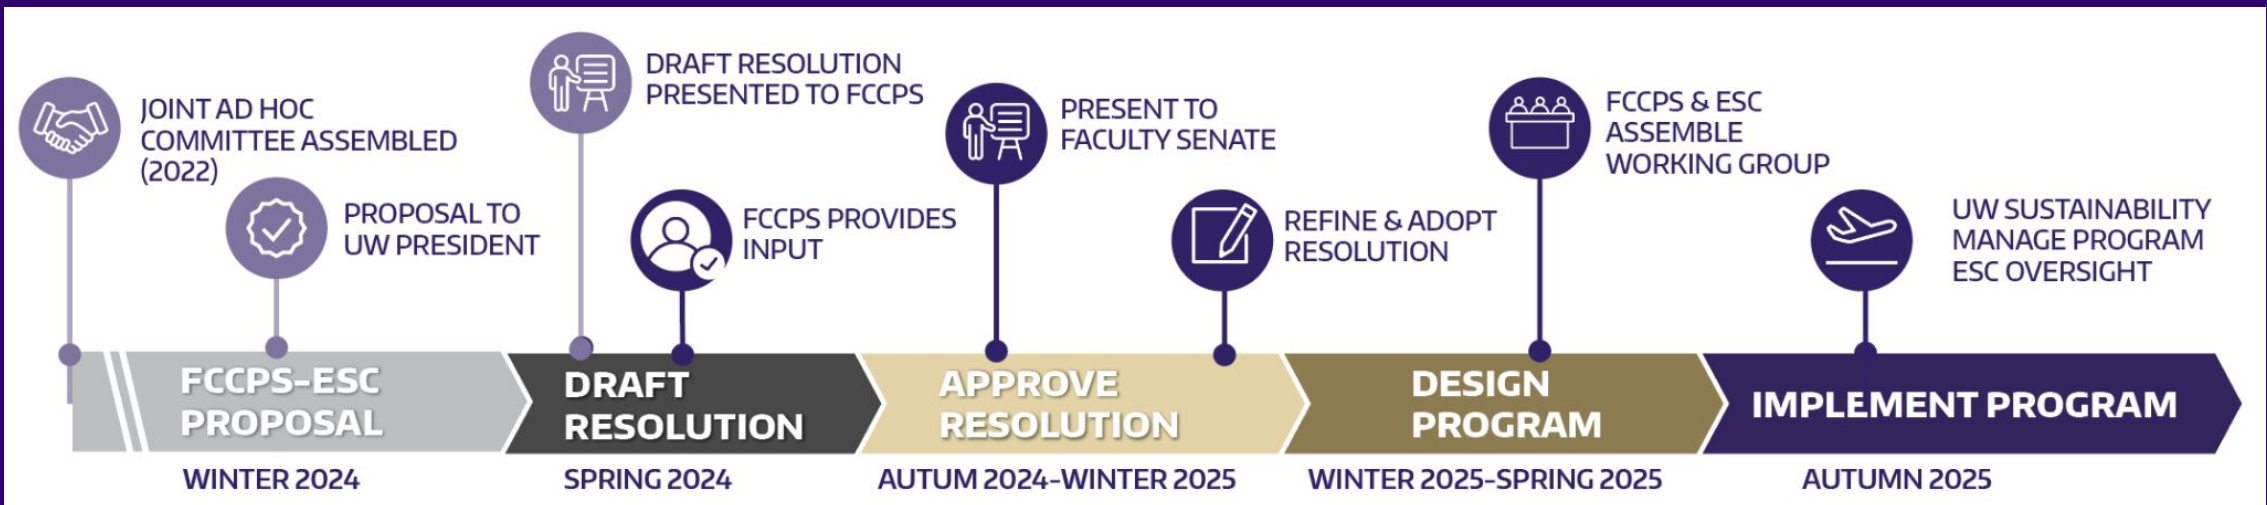 JOINT AD HOC
COMMITTEE ASSEMBLED
(2022)
PROPOSAL TO
UW PRESIDENT
DRAFT RESOLUTION
PRESENTED TO FCCPS
FCCPS PROVIDES
INPUT
PRESENT TO
FACULTY SENATE
REFINE & ADOPT
RESOLUTION
FCCPS & ESC
ASSEMBLE
WORKING GROUP
UW SUSTAINABILITY
MANAGE PROGRAM
ESC OVERSIGHT
FCCPS-ESC
PROPOSAL
DRAFT
RESOLUTION
APPROVE
RESOLUTION
DESIGN
PROGRAM
IMPLEMENT PROGRAM
WINTER 2024
SPRING 2024
AUTUM 2024-WINTER 2025
WINTER 2025-SPRING 2025
AUTUMN 2025